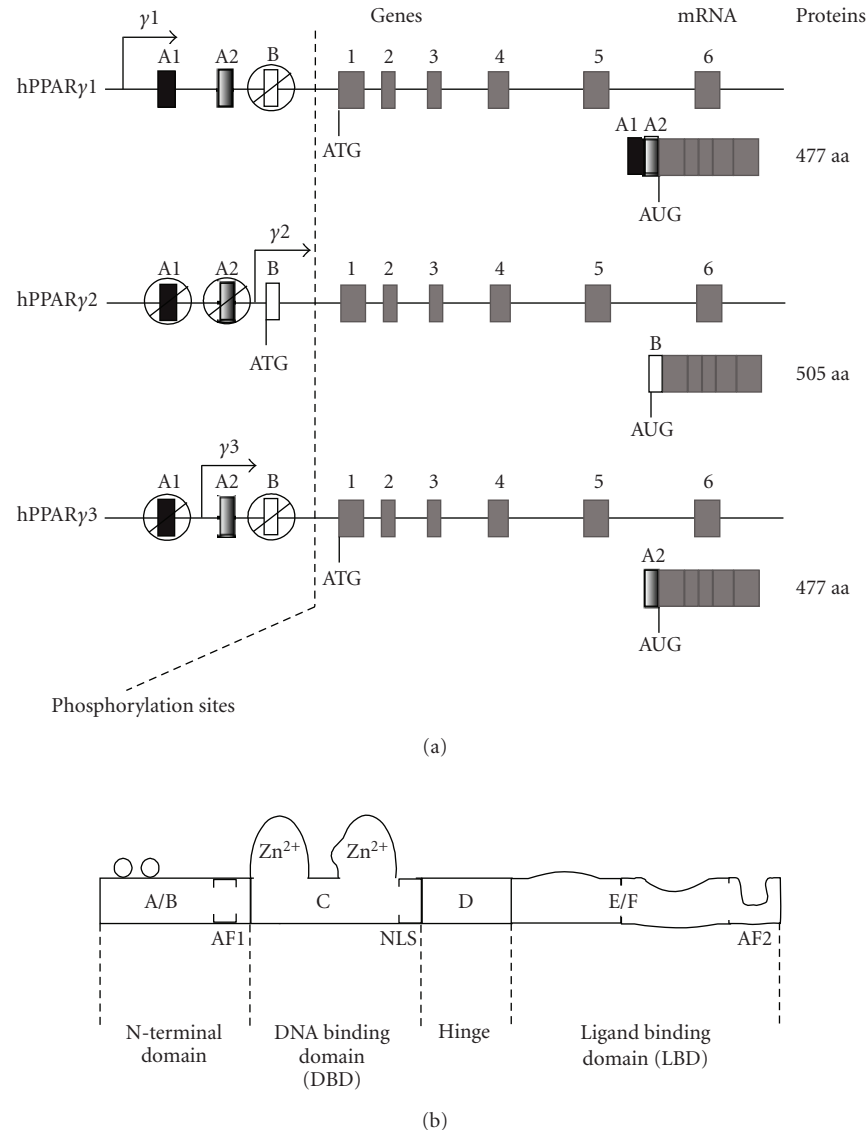 Genes mRNA Proteins
γ1
A1 A2 B 1 2 3 4 5 6
hPPARγ1
ATG
A1 A2
477 aa
AUG
γ2
A1 A2 B 1 2 3 4 5 6
hPPARγ2
ATG
B
505 aa
AUG
γ3
A1 A2 B 1 2 3 4 5 6
hPPARγ3
ATG
A2
477 aa
AUG
Phosphorylation sites
(a)
Zn²⁺ Zn²⁺
A/B C D E/F
AF1 NLS AF2
N-terminal
domain
DNA binding
domain
(DBD)
Hinge
Ligand binding
domain (LBD)
(b)